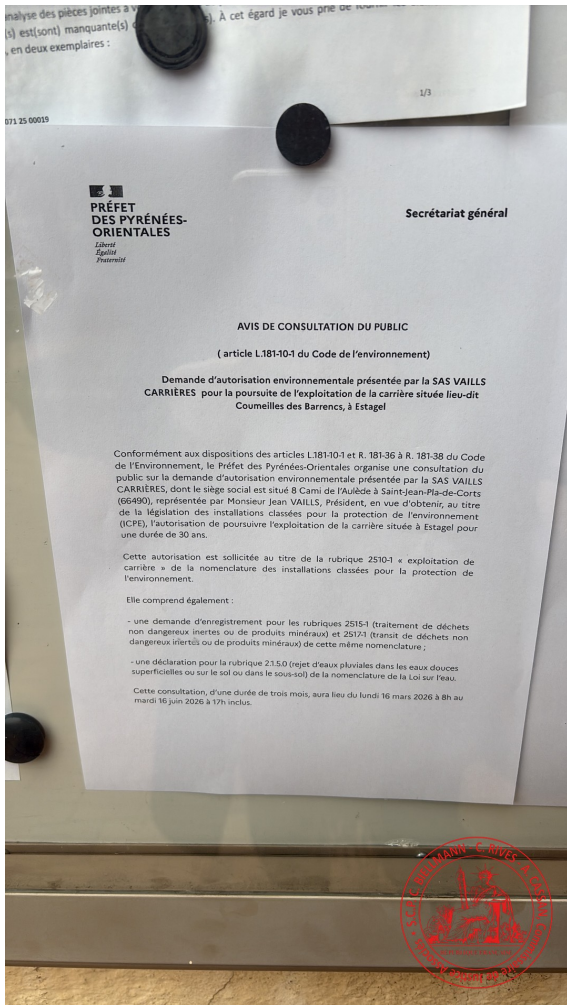 analyse des pièces jointes à
(s) est(sont) manquante(s)
). À cet égard je vous prie de
, en deux exemplaires :
1/3
071 25 00019
PRÉFET
DES PYRÉNÉES-
ORIENTALES
Liberté
Égalité
Fraternité
Secrétariat général
AVIS DE CONSULTATION DU PUBLIC
( article L.181-10-1 du Code de l'environnement)
Demande d'autorisation environnementale présentée par la SAS VAILLS
CARRIÈRES pour la poursuite de l'exploitation de la carrière située lieu-dit
Coumeilles des Barrencs, à Estagel
Conformément aux dispositions des articles L.181-10-1 et R. 181-36 à R. 181-38 du Code
de l'Environnement, le Préfet des Pyrénées-Orientales organise une consultation du
public sur la demande d'autorisation environnementale présentée par la SAS VAILLS
CARRIÈRES, dont le siège social est situé 8 Cami de l'Aulède à Saint-Jean-Pla-de-Corts
(66490), représentée par Monsieur Jean VAILLS, Président, en vue d'obtenir, au titre
de la législation des installations classées pour la protection de l'environnement
(ICPE), l'autorisation de poursuivre l'exploitation de la carrière située à Estagel pour
une durée de 30 ans.
Cette autorisation est sollicitée au titre de la rubrique 2510-1 « exploitation de
carrière » de la nomenclature des installations classées pour la protection de
l'environnement.
Elle comprend également :
- une demande d'enregistrement pour les rubriques 2515-1 (traitement de déchets
non dangereux inertes ou de produits minéraux) et 2517-1 (transit de déchets non
dangereux inertes ou de produits minéraux) de cette même nomenclature ;
- une déclaration pour la rubrique 2.1.5.0 (rejet d'eaux pluviales dans les eaux douces
superficielles ou sur le sol ou dans le sous-sol) de la nomenclature de la Loi sur l'eau.
Cette consultation, d'une durée de trois mois, aura lieu du lundi 16 mars 2026 à 8h au
mardi 16 juin 2026 à 17h inclus.